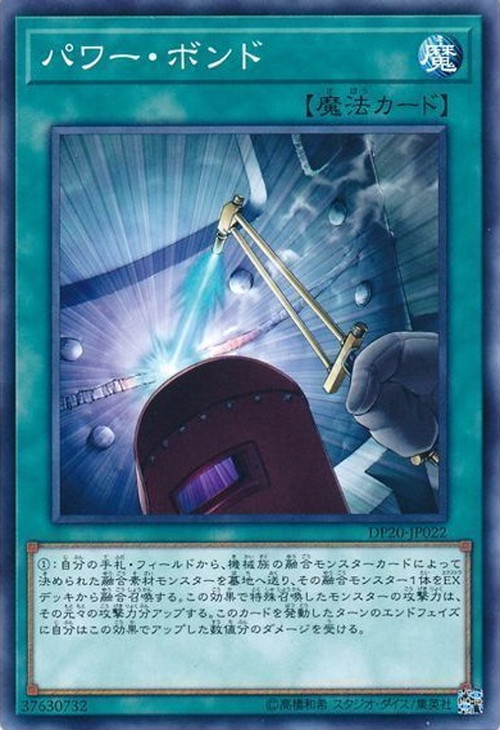 パワー・ボンド
魔
【魔法カード】
DP20-JP022
①：自分の手札・フィールドから、機械族の融合モンスターカードによって
決められた融合素材モンスターを墓地へ送り、その融合モンスター1体をEX
デッキから融合召喚する。この効果で特殊召喚したモンスターの攻撃力は、
その元々の攻撃力分アップする。このカードを発動したターンのエンドフェイズ
に自分はこの効果でアップした数値分のダメージを受ける。
37630732
©高橋和希 スタジオ・ダイス/集英社